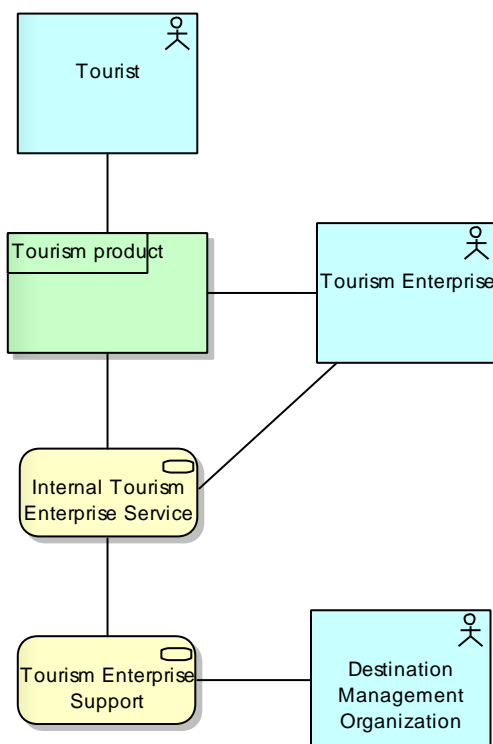 Tourist
Tourism product
Tourism Enterprise
Internal Tourism
Enterprise Service
Tourism Enterprise
Support
Destination
Management
Organization